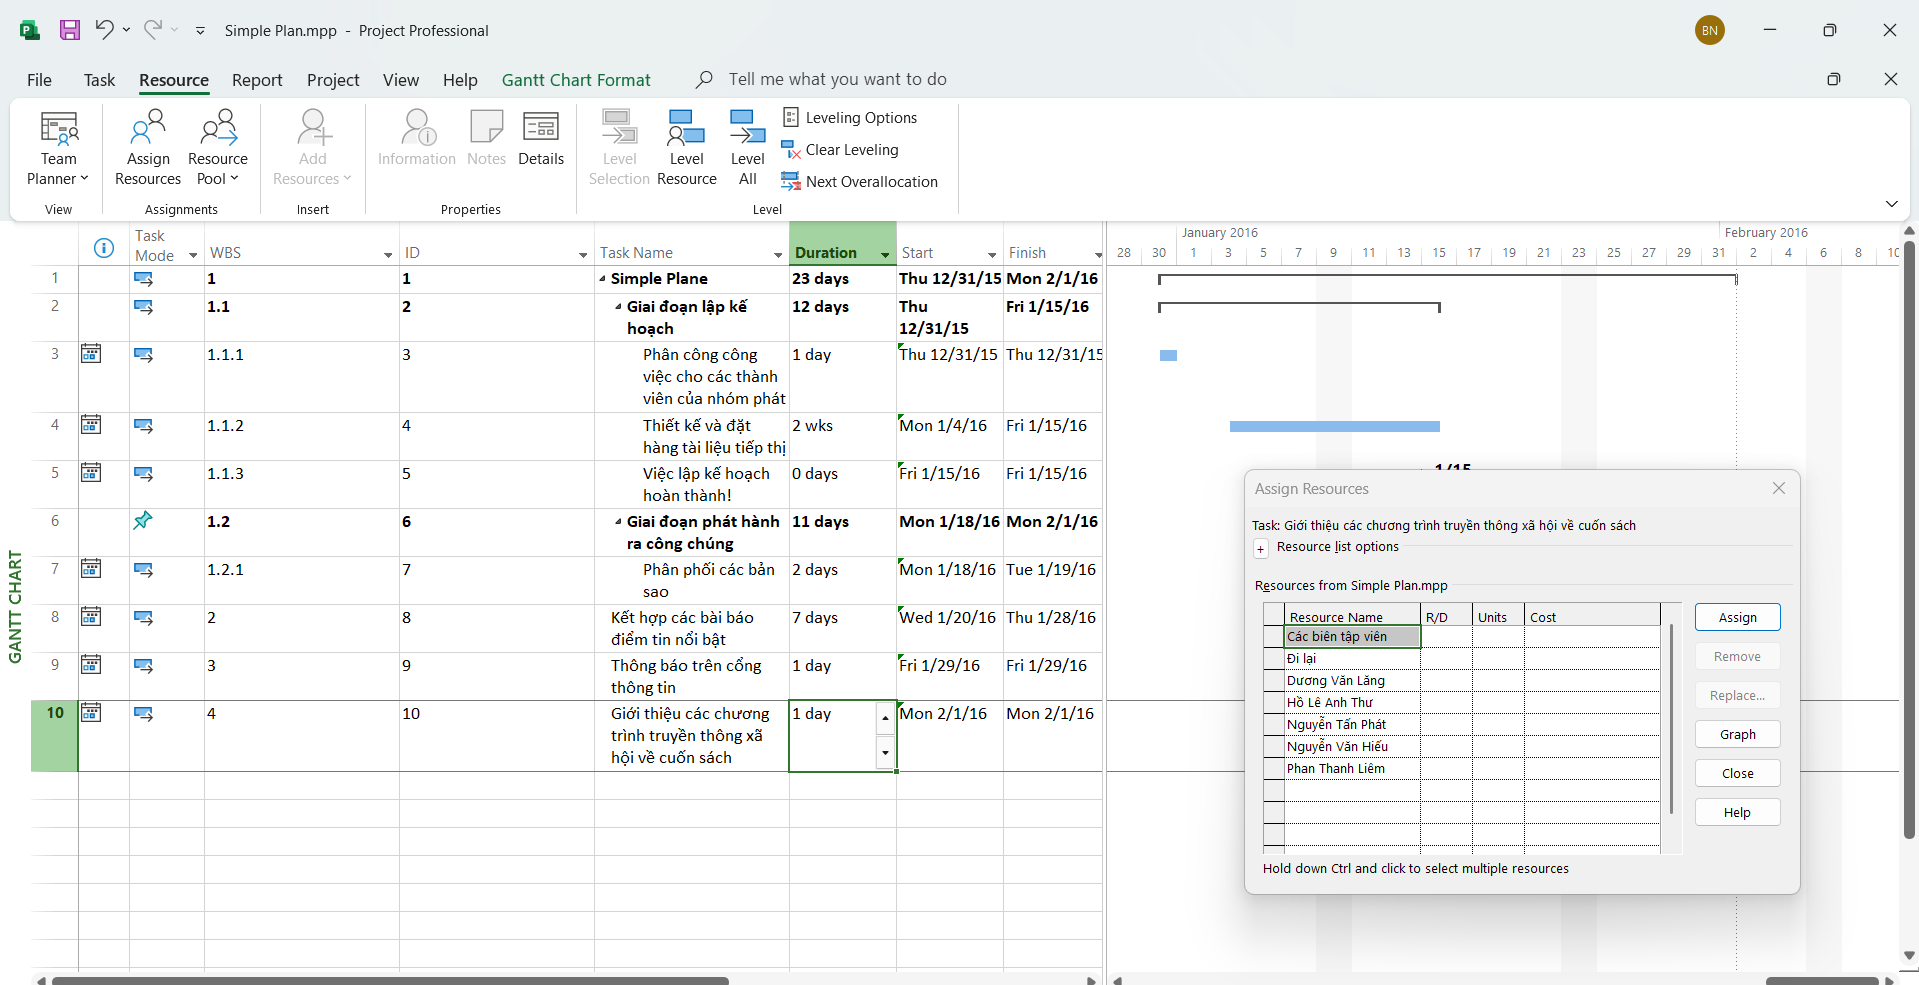 Simple Plan.mpp - Project Professional
BN
File Task Resource Report Project View Help Gantt Chart Format Tell me what you want to do
Team Planner
Assign Resources
Resource Pool
Add Resources
Information
Notes
Details
Level Selection
Level Resource
Level All
Leveling Options
Clear Leveling
Next Overallocation
View
Assignments
Insert
Properties
Level
Task Mode WBS ID Task Name Duration Start Finish
January 2016 February 2016
28 30 1 3 5 7 9 11 13 15 17 19 21 23 25 27 29 31 2 4 6 8 10
GANTT CHART
1 1 1 Simple Plane 23 days Thu 12/31/15 Mon 2/1/16
2 1.1 2 Giai đoạn lập kế 12 days Thu Fri 1/15/16
hoạch 12/31/15
3 1.1.1 3 Phân công công 1 day Thu 12/31/15 Thu 12/31/15
việc cho các thành
viên của nhóm phát
4 1.1.2 4 Thiết kế và đặt 2 wks Mon 1/4/16 Fri 1/15/16
hàng tài liệu tiếp thị
5 1.1.3 5 Việc lập kế hoạch 0 days Fri 1/15/16 Fri 1/15/16
hoàn thành!
6 1.2 6 Giai đoạn phát hành 11 days Mon 1/18/16 Mon 2/1/16
ra công chúng
7 1.2.1 7 Phân phối các bản 2 days Mon 1/18/16 Tue 1/19/16
sao
8 2 8 Kết hợp các bài báo 7 days Wed 1/20/16 Thu 1/28/16
điểm tin nổi bật
9 3 9 Thông báo trên cổng 1 day Fri 1/29/16 Fri 1/29/16
thông tin
10 4 10 Giới thiệu các chương 1 day Mon 2/1/16 Mon 2/1/16
trình truyền thông xã
hội về cuốn sách
1/15
Assign Resources
Task: Giới thiệu các chương trình truyền thông xã hội về cuốn sách
+ Resource list options
Resources from Simple Plan.mpp
Resource Name R/D Units Cost
Các biên tập viên
Đi lại
Dương Văn Lăng
Hồ Lê Anh Thư
Nguyễn Tấn Phát
Nguyễn Văn Hiếu
Phan Thanh Liêm
Assign
Remove
Replace...
Graph
Close
Help
Hold down Ctrl and click to select multiple resources